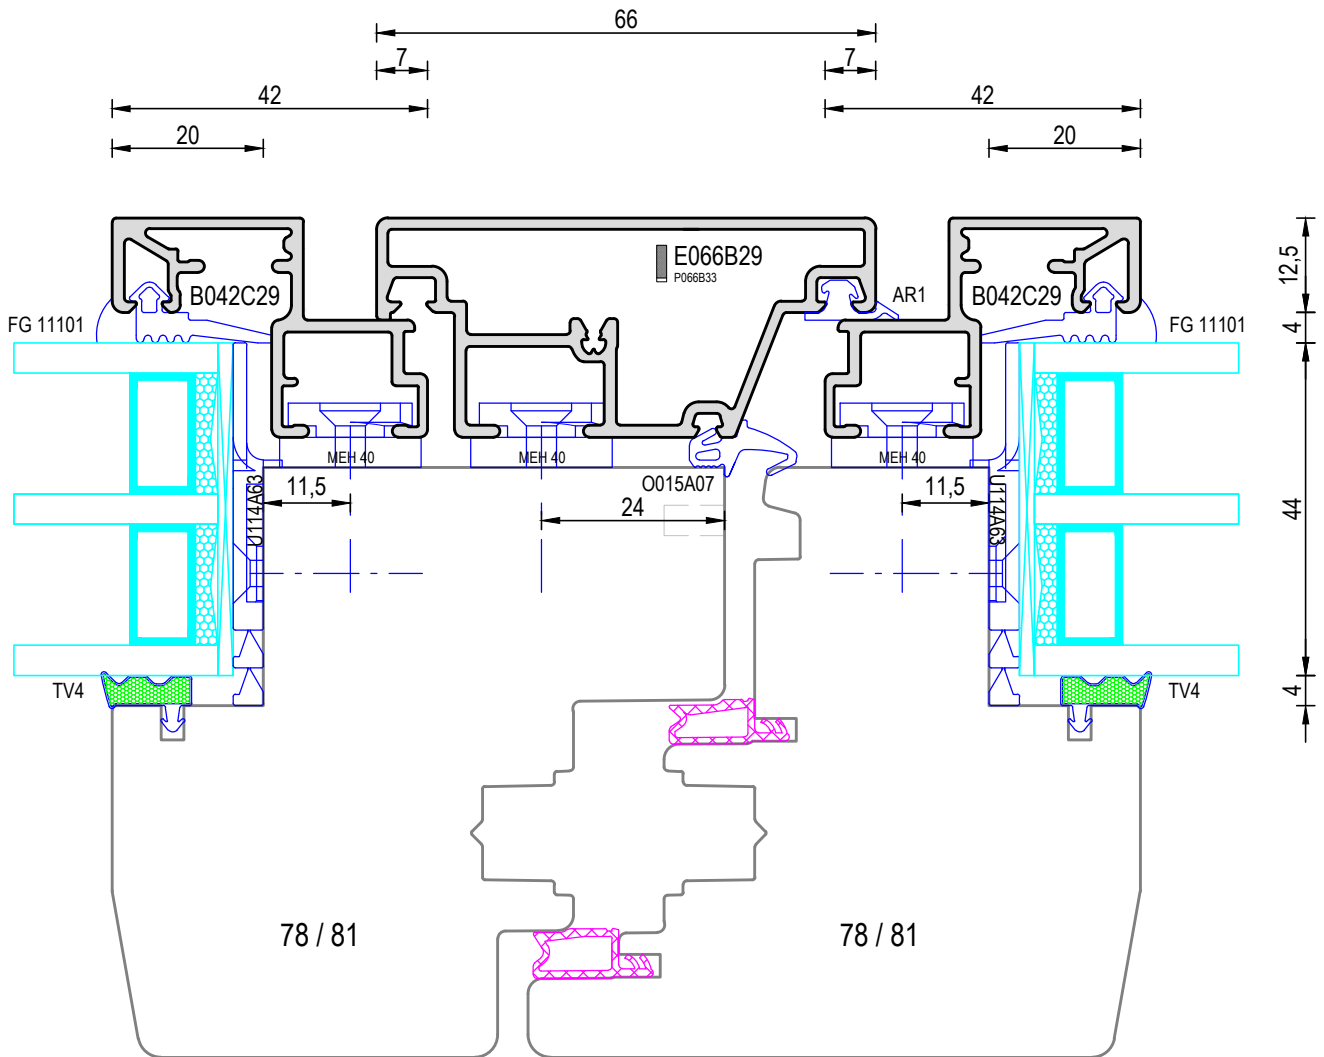 66
7
7
42
42
20
20
E066B29
P066B33
B042C29
B042C29
AR1
FG 11101
FG 11101
12,5
4
44
4
MEH 40
MEH 40
MEH 40
O015A07
U114A63
U114A63
11,5
24
11,5
TV4
TV4
78 / 81
78 / 81